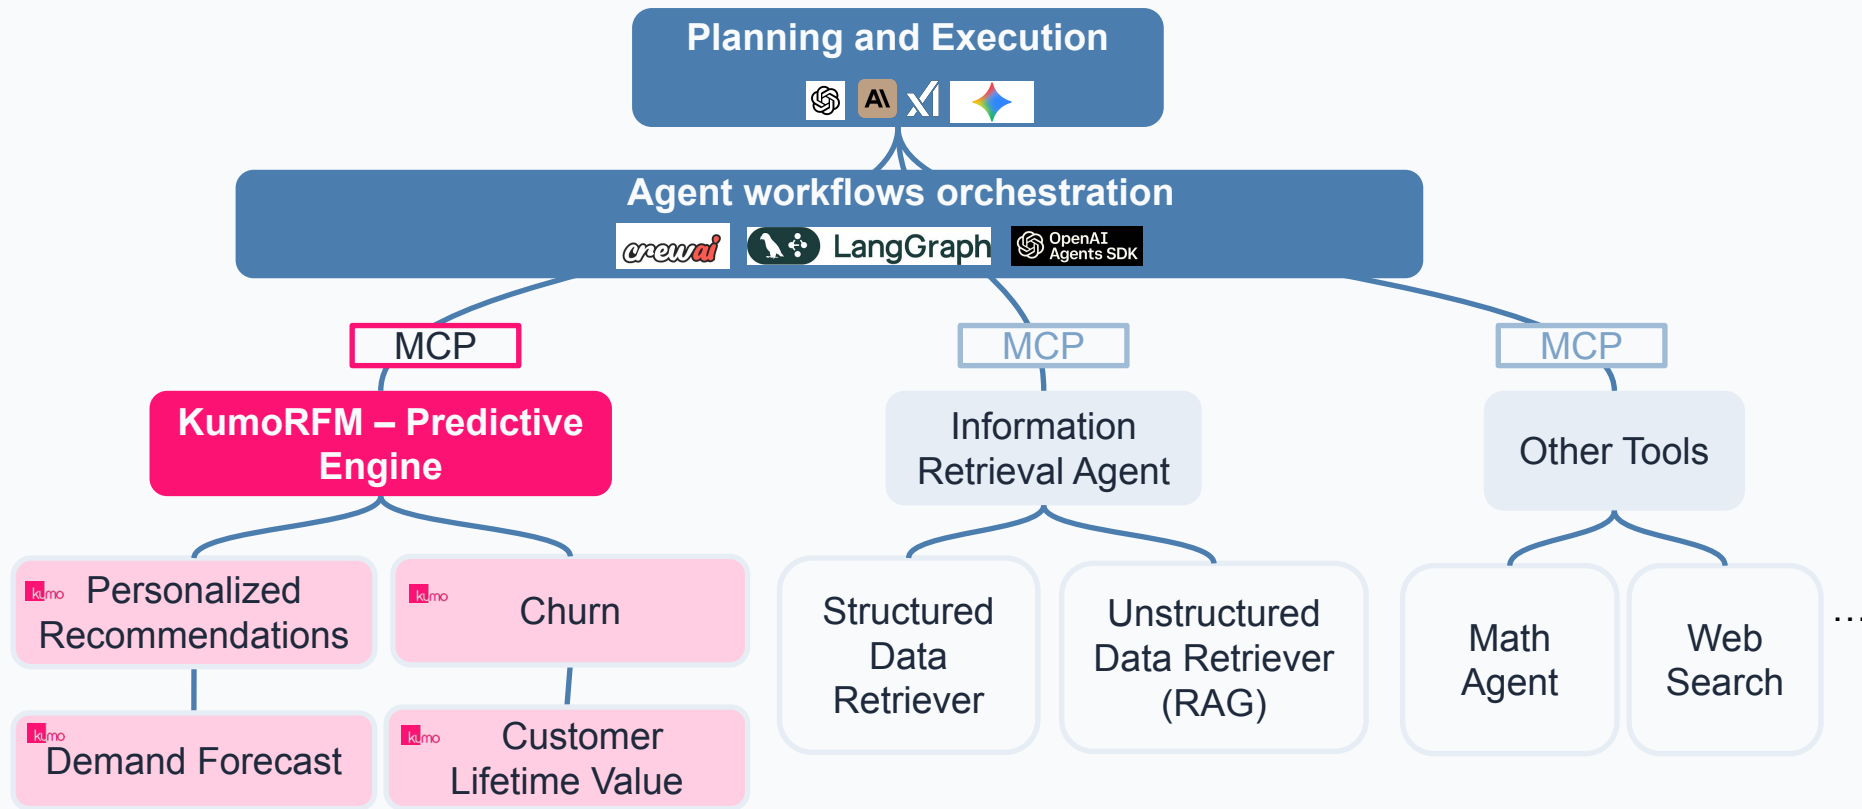 Planning and Execution
AI
xI
Agent workflows orchestration
crewai
LangGraph
OpenAI
Agents SDK
MCP
MCP
MCP
KumoRFM – Predictive
Engine
Information
Retrieval Agent
Other Tools
kumo
Personalized
Recommendations
kumo
Churn
Structured
Data
Retriever
Unstructured
Data Retriever
(RAG)
Math
Agent
Web
Search
...
kumo
Demand Forecast
kumo
Customer
Lifetime Value